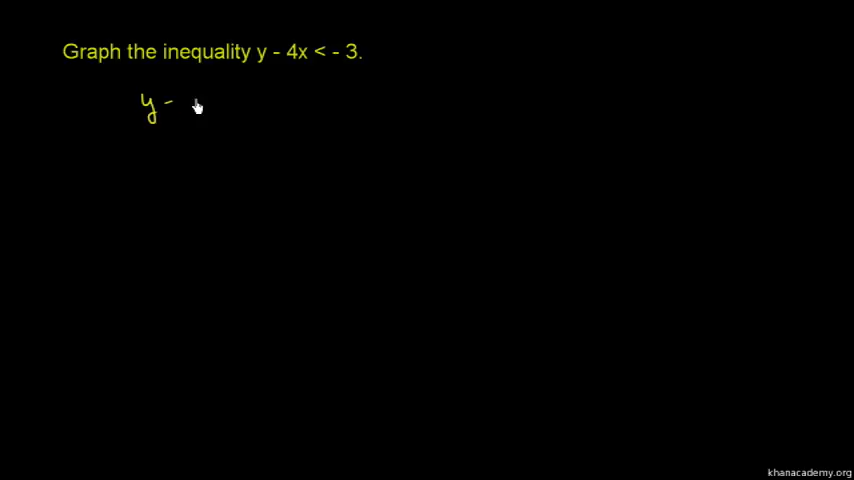 Graph the inequality y - 4x < - 3.
y -
khanacademy.org